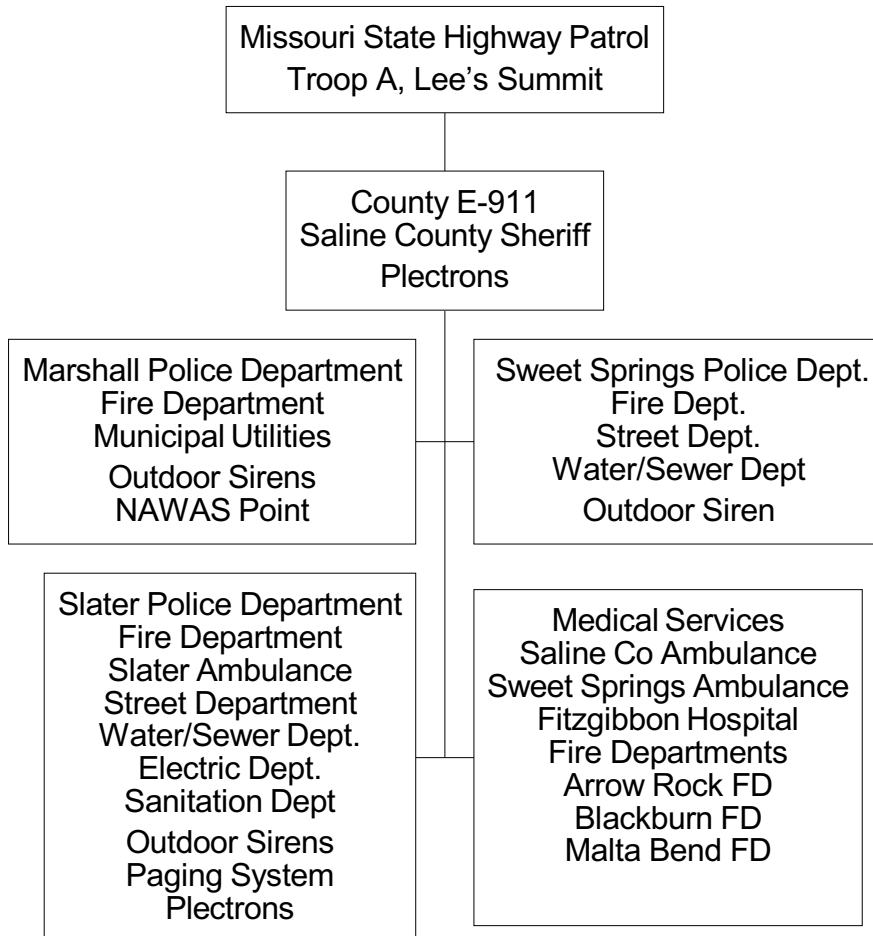 Missouri State Highway Patrol
Troop A, Lee's Summit
County E-911
Saline County Sheriff
Plectrons
Marshall Police Department
Fire Department
Municipal Utilities
Outdoor Sirens
NAWAS Point
Sweet Springs Police Dept.
Fire Dept.
Street Dept.
Water/Sewer Dept
Outdoor Siren
Slater Police Department
Fire Department
Slater Ambulance
Street Department
Water/Sewer Dept.
Electric Dept.
Sanitation Dept
Outdoor Sirens
Paging System
Plectrons
Medical Services
Saline Co Ambulance
Sweet Springs Ambulance
Fitzgibbon Hospital
Fire Departments
Arrow Rock FD
Blackburn FD
Malta Bend FD